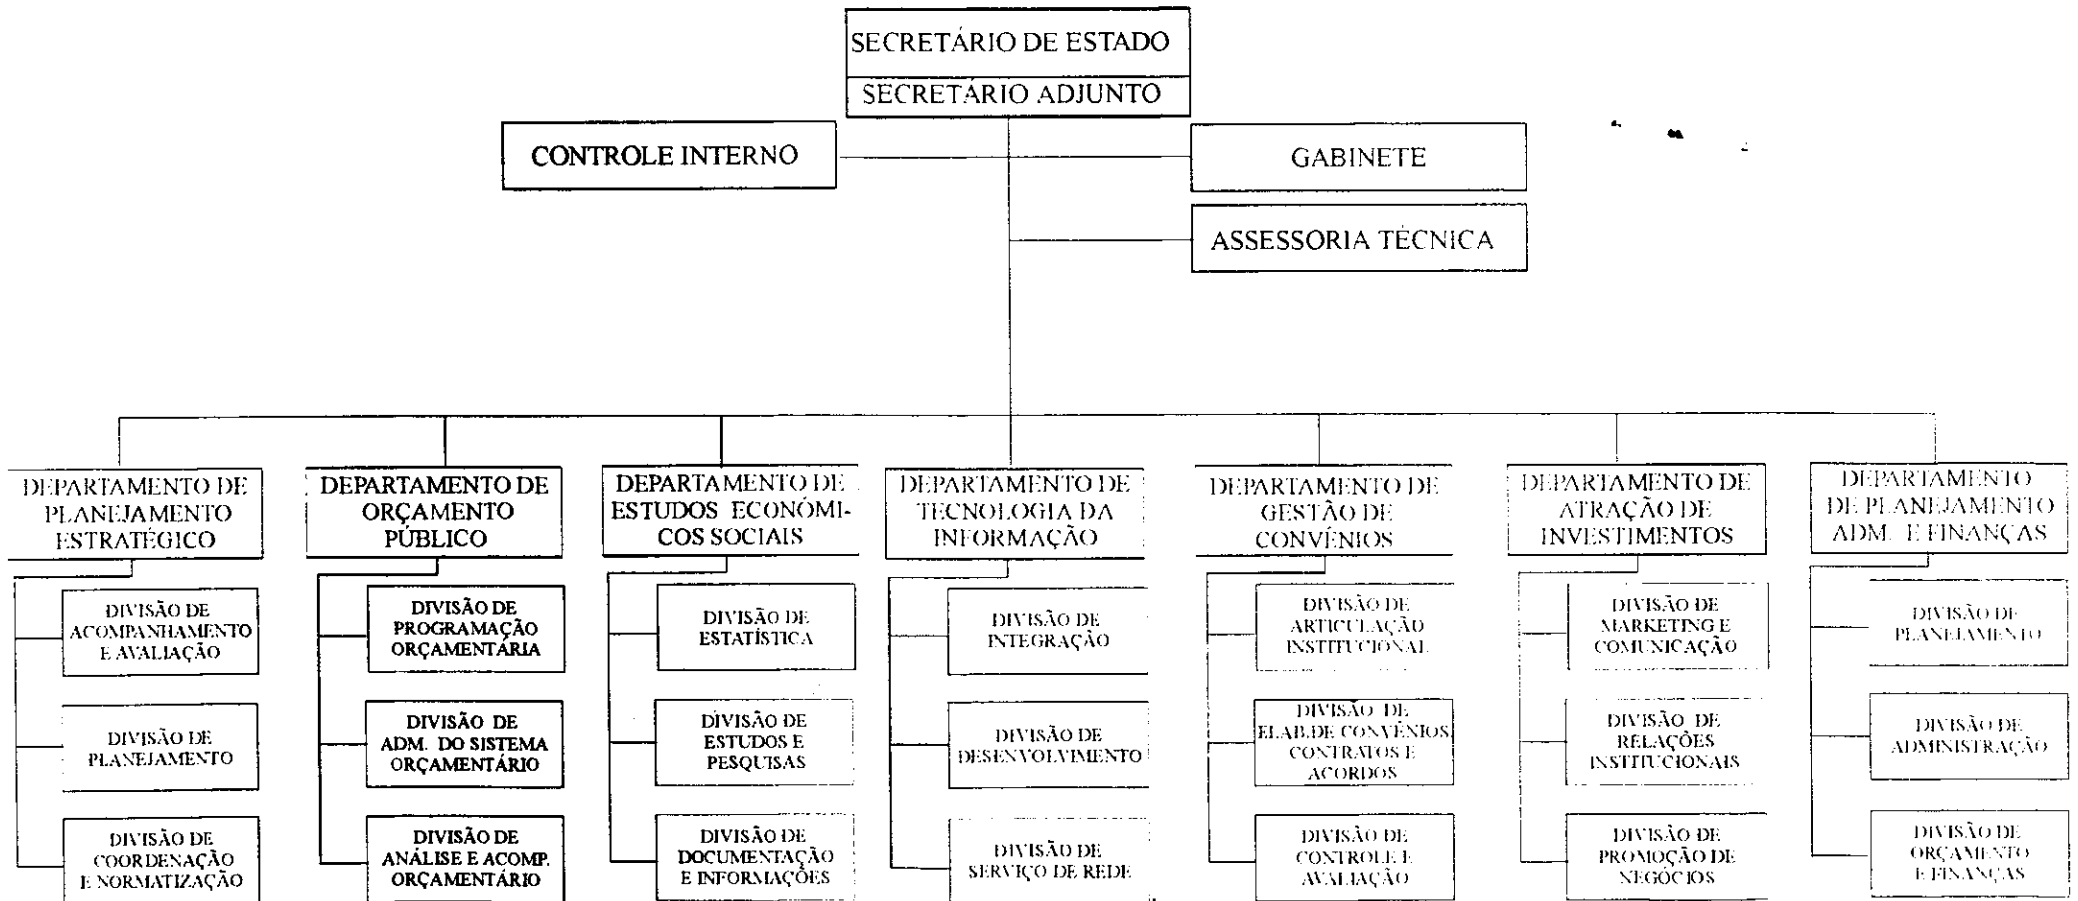 SECRETÁRIO DE ESTADO
SECRETÁRIO ADJUNTO
CONTROLE INTERNO
GABINETE
ASSESSORIA TÉCNICA
DEPARTAMENTO DE
PLANEJAMENTO
ESTRATÉGICO
DIVISÃO DE
ACOMPANHAMENTO
E AVALIAÇÃO
DIVISÃO DE
PLANEJAMENTO
DIVISÃO DE
COORDENAÇÃO
E NORMATIZAÇÃO
DEPARTAMENTO DE
ORÇAMENTO
PÚBLICO
DIVISÃO DE
PROGRAMAÇÃO
ORÇAMENTÁRIA
DIVISÃO DE
ADM. DO SISTEMA
ORÇAMENTÁRIO
DIVISÃO DE
ANÁLISE E ACOMP.
ORÇAMENTÁRIO
DEPARTAMENTO DE
ESTUDOS ECONÓMI-
COS SOCIAIS
DIVISÃO DE
ESTATÍSTICA
DIVISÃO DE
ESTUDOS E
PESQUISAS
DIVISÃO DE
DOCUMENTAÇÃO
E INFORMAÇÕES
DEPARTAMENTO DE
TECNOLOGIA DA
INFORMAÇÃO
DIVISÃO DE
INTEGRAÇÃO
DIVISÃO DE
DESENVOLVIMENTO
DIVISÃO DE
SERVIÇO DE REDE
DEPARTAMENTO DE
GESTÃO DE
CONVÊNIOS
DIVISÃO DE
ARTICULAÇÃO
INSTITUCIONAL
DIVISÃO DE
ELAB.DE CONVÊNIOS
CONTRATOS E
ACORDOS
DIVISÃO DE
CONTROLE E
AVALIAÇÃO
DEPARTAMENTO DE
ATRAÇÃO DE
INVESTIMENTOS
DIVISÃO DE
MARKETING E
COMUNICAÇÃO
DIVISÃO DE
RELAÇÕES
INSTITUCIONAIS
DIVISÃO DE
PROMOÇÃO DE
NEGÓCIOS
DEPARTAMENTO
DE PLANEJAMENTO
ADM. E FINANÇAS
DIVISÃO DE
PLANEJAMENTO
DIVISÃO DE
ADMINISTRAÇÃO
DIVISÃO DE
ORÇAMENTO
E FINANÇAS